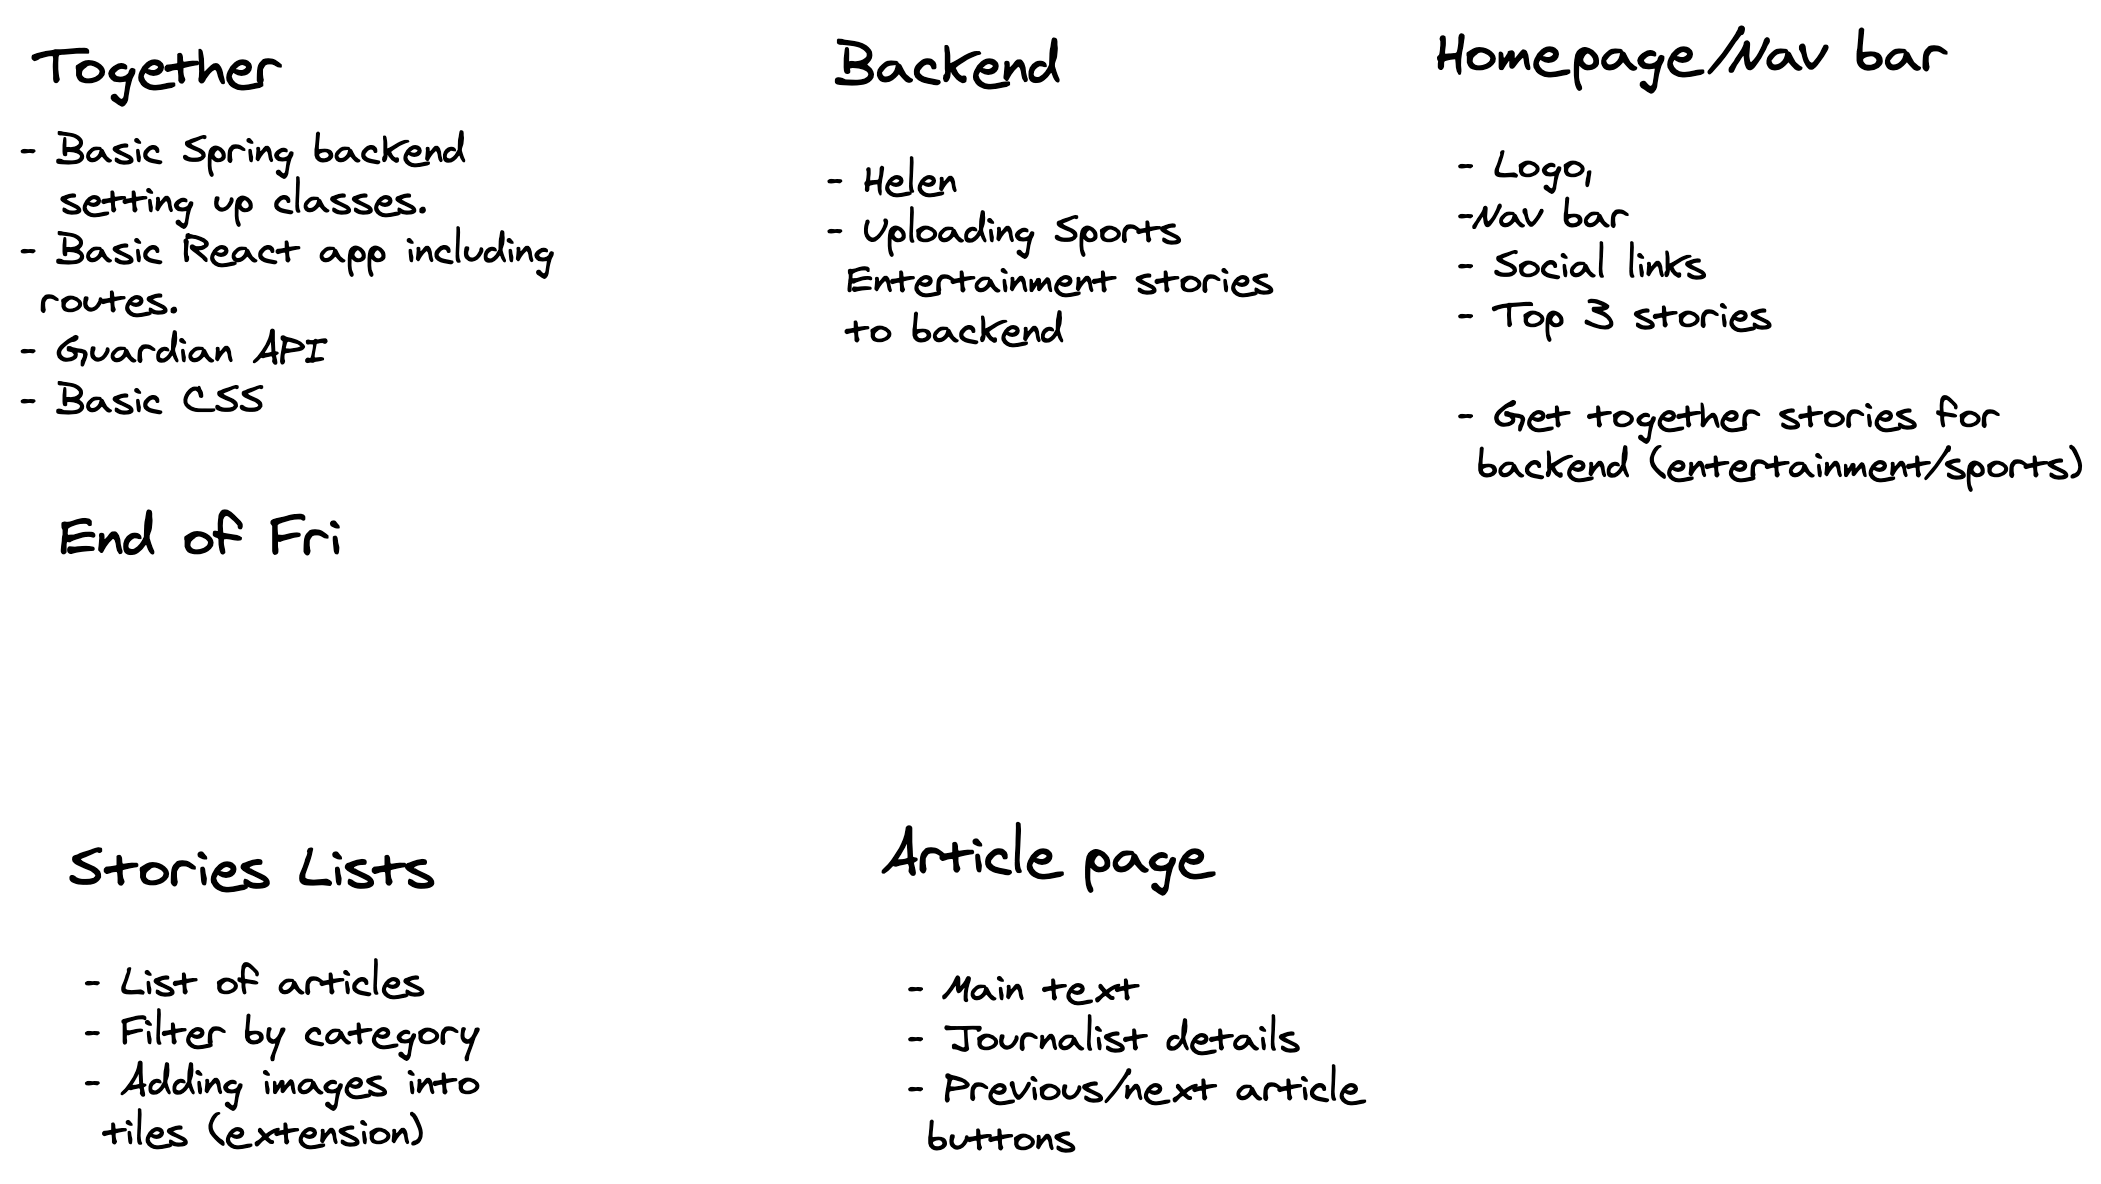 Together
- Basic Spring backend
setting up classes.
- Basic React app including
routes.
- Guardian API
- Basic CSS
End of Fri
Backend
- Helen
- Uploading Sports
Entertainment stories
to backend
Homepage/Nav bar
- Logo,
-Nav bar
- Social links
- Top 3 stories
- Get together stories for
backend (entertainment/sports)
Stories Lists
- List of articles
- Filter by category
- Adding images into
tiles (extension)
Article page
- Main text
- Journalist details
- Previous/next article
buttons